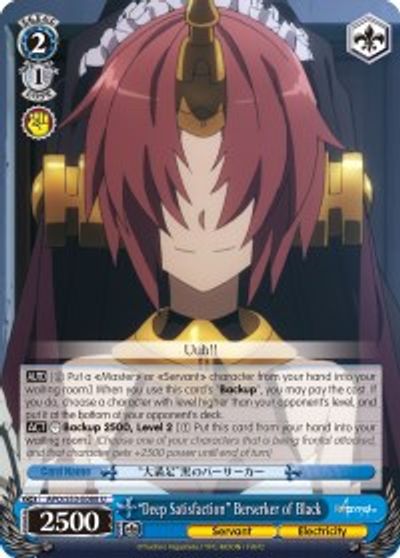 2
1
Uuh!!
AUTO [① Put a «Master» or «Servant» character from your hand into your
waiting room] When you use this card's "Backup", you may pay the cost. If
you do, choose a character with level higher than your opponent's level, and
put it at the bottom of your opponent's deck.
ACT Backup 2500, Level 2 [① Put this card from your hand into your
waiting room] (Choose one of your characters that is being frontal attacked,
and that character gets +2500 power until end of turn)
Card Name
"大満足"黒のバーサーカー
"Deep Satisfaction" Berserker of Black
2500
Servant
Electricity